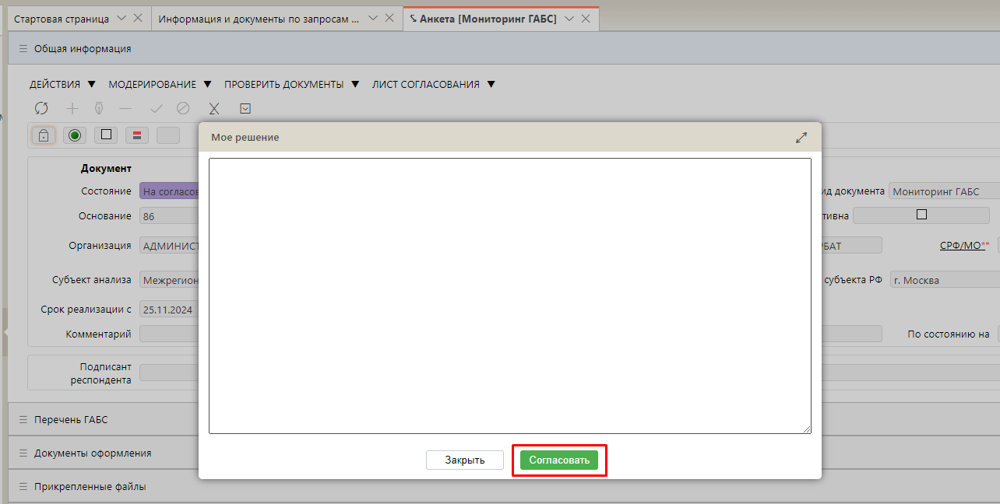 Стартовая страница
Информация и документы по запросам ...
Анкета [Мониторинг ГАБС]
Общая информация
ДЕЙСТВИЯ ▼ МОДЕРИРОВАНИЕ ▼ ПРОВЕРИТЬ ДОКУМЕНТЫ ▼ ЛИСТ СОГЛАСОВАНИЯ ▼
Мое решение
Документ
Состояние На согласов
документа Мониторинг ГАБС
Основание 86
Организация АДМИНИСТ
СРФ/МО**
Субъект анализа Межрегион
субъекта РФ г. Москва
Срок реализации с 25.11.2024
Комментарий
По состоянию на
Подписант
респондента
Перечень ГАБС
Закрыть Согласовать
Документы оформления
Прикрепленные файлы